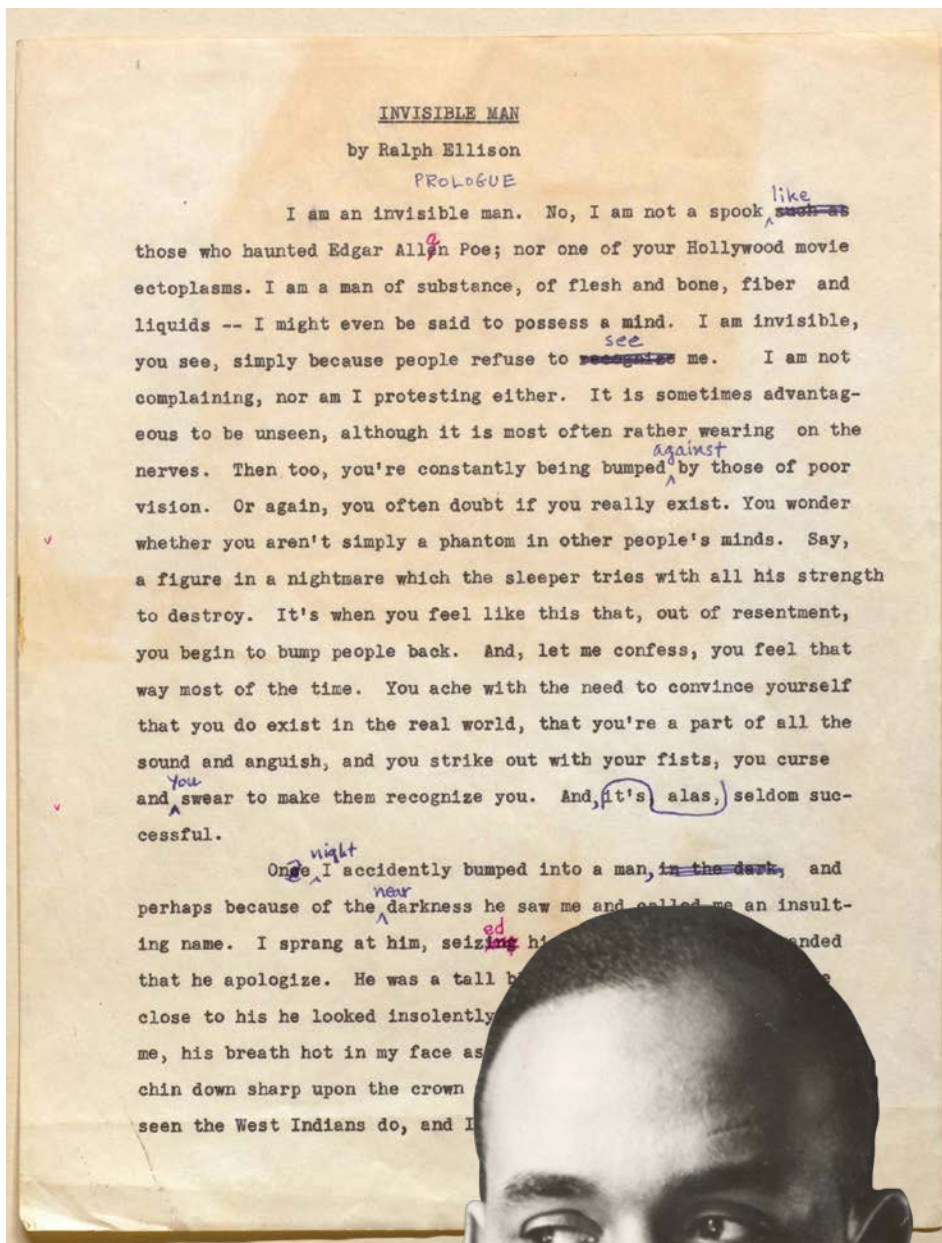 INVISIBLE MAN
by Ralph Ellison
PROLOGUE
I am an invisible man. No, I am not a spook like such as
those who haunted Edgar Allan Poe; nor one of your Hollywood movie
ectoplasms. I am a man of substance, of flesh and bone, fiber and
liquids -- I might even be said to possess a mind. I am invisible,
you see, simply because people refuse to see recognize me. I am not
complaining, nor am I protesting either. It is sometimes advantag-
eous to be unseen, although it is most often rather wearing on the
nerves. Then too, you're constantly being bumped against by those of poor
vision. Or again, you often doubt if you really exist. You wonder
whether you aren't simply a phantom in other people's minds. Say,
a figure in a nightmare which the sleeper tries with all his strength
to destroy. It's when you feel like this that, out of resentment,
you begin to bump people back. And, let me confess, you feel that
way most of the time. You ache with the need to convince yourself
that you do exist in the real world, that you're a part of all the
sound and anguish, and you strike out with your fists, you curse
and you swear to make them recognize you. And, it's alas, seldom suc-
cessful.
One night I accidently bumped into a man, in the dark, and
perhaps because of the near darkness he saw me and called me an insult-
ing name. I sprang at him, seized hi anded
that he apologize. He was a tall bl
close to his he looked insolently
me, his breath hot in my face as
chin down sharp upon the crown
seen the West Indians do, and I